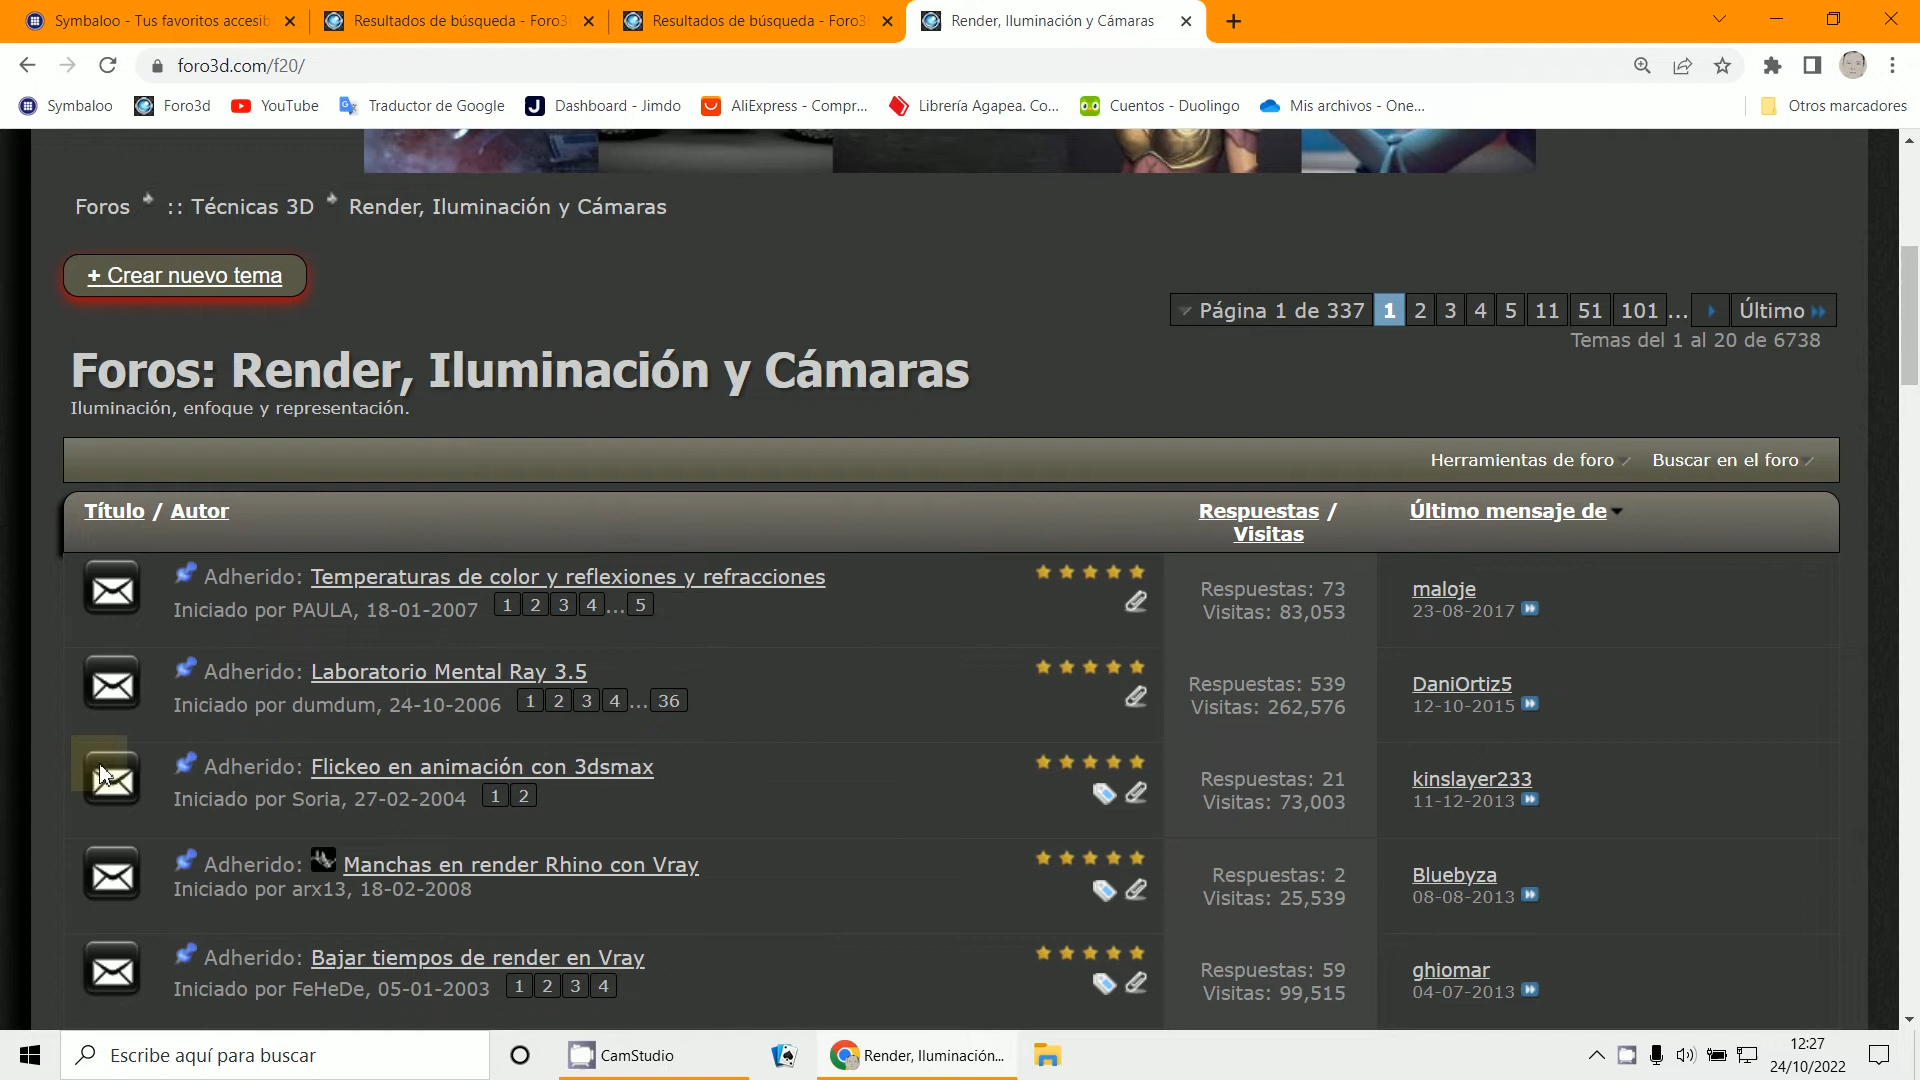 Symbaloo - Tus favoritos accesib
Resultados de búsqueda - Foro3
Resultados de búsqueda - Foro3
Render, Iluminación y Cámaras
foro3d.com/f20/
Symbaloo
Foro3d
YouTube
Traductor de Google
Dashboard - Jimdo
AliExpress - Compr...
Librería Agapea. Co...
Cuentos - Duolingo
Mis archivos - One...
Otros marcadores
Foros :: Técnicas 3D Render, Iluminación y Cámaras
+ Crear nuevo tema
Página 1 de 337 1 2 3 4 5 11 51 101 ... Último
Temas del 1 al 20 de 6738
Foros: Render, Iluminación y Cámaras
Iluminación, enfoque y representación.
Herramientas de foro Buscar en el foro
Título / Autor
Respuestas /
Visitas
Último mensaje de
Adherido: Temperaturas de color y reflexiones y refracciones
Iniciado por PAULA, 18-01-2007 1 2 3 4 ... 5
Respuestas: 73
Visitas: 83,053
maloje
23-08-2017
Adherido: Laboratorio Mental Ray 3.5
Iniciado por dumdum, 24-10-2006 1 2 3 4 ... 36
Respuestas: 539
Visitas: 262,576
DaniOrtiz5
12-10-2015
Adherido: Flickeo en animación con 3dsmax
Iniciado por Soria, 27-02-2004 1 2
Respuestas: 21
Visitas: 73,003
kinslayer233
11-12-2013
Adherido: Manchas en render Rhino con Vray
Iniciado por arx13, 18-02-2008
Respuestas: 2
Visitas: 25,539
Bluebyza
08-08-2013
Adherido: Bajar tiempos de render en Vray
Iniciado por FeHeDe, 05-01-2003 1 2 3 4
Respuestas: 59
Visitas: 99,515
ghiomar
04-07-2013
Escribe aquí para buscar
CamStudio
Render, Iluminación...
12:27
24/10/2022